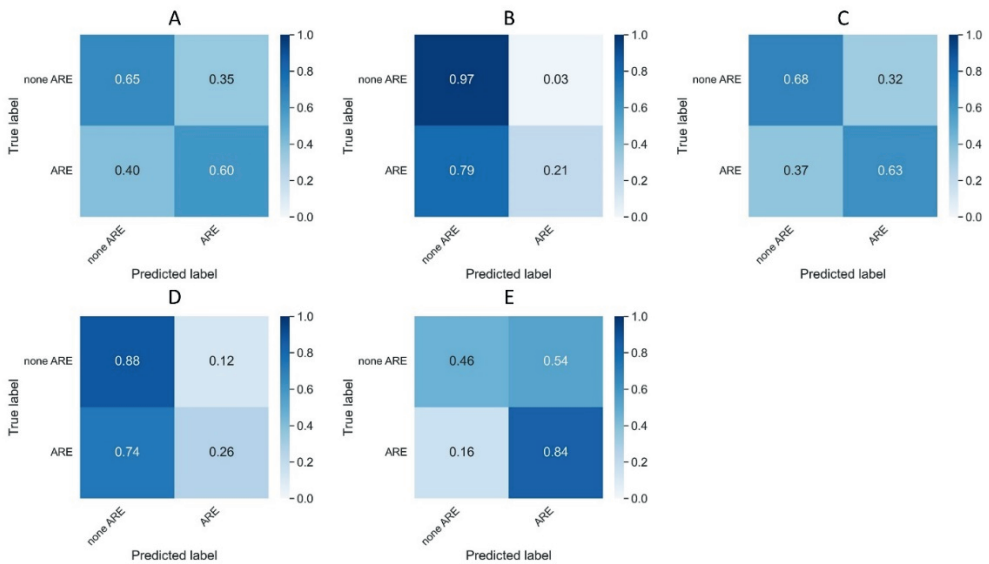 A
none ARE
ARE
True label
0.65 0.35
0.40 0.60
none ARE
ARE
Predicted label
1.0
0.8
0.6
0.4
0.2
0.0
B
none ARE
ARE
True label
0.97 0.03
0.79 0.21
none ARE
ARE
Predicted label
1.0
0.8
0.6
0.4
0.2
0.0
C
none ARE
ARE
True label
0.68 0.32
0.37 0.63
none ARE
ARE
Predicted label
1.0
0.8
0.6
0.4
0.2
0.0
D
none ARE
ARE
True label
0.88 0.12
0.74 0.26
none ARE
ARE
Predicted label
1.0
0.8
0.6
0.4
0.2
0.0
E
none ARE
ARE
True label
0.46 0.54
0.16 0.84
none ARE
ARE
Predicted label
1.0
0.8
0.6
0.4
0.2
0.0